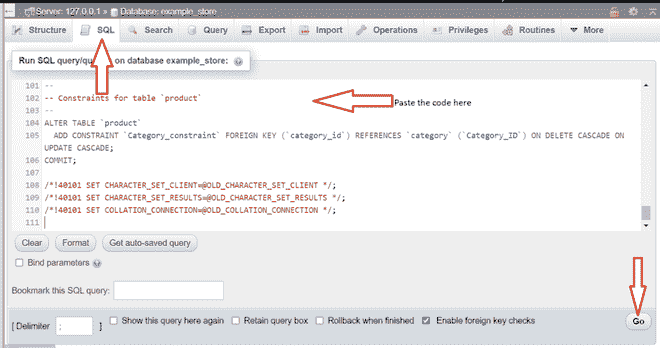 Server: 127.0.0.1 » Database: example_store
Structure SQL Search Query Export Import Operations Privileges Routines More
Run SQL query/que on database example_store:
101 --
102 -- Constraints for table `product`
103 --
104 ALTER TABLE `product`
105 ADD CONSTRAINT `Category_constraint` FOREIGN KEY (`category_id`) REFERENCES `category` (`Category_ID`) ON DELETE CASCADE ON
UPDATE CASCADE;
106 COMMIT;
107
108 /*!40101 SET CHARACTER_SET_CLIENT=@OLD_CHARACTER_SET_CLIENT */;
109 /*!40101 SET CHARACTER_SET_RESULTS=@OLD_CHARACTER_SET_RESULTS */;
110 /*!40101 SET COLLATION_CONNECTION=@OLD_COLLATION_CONNECTION */;
111
Paste the code here
Clear Format Get auto-saved query
Bind parameters
Bookmark this SQL query:
[ Delimiter ; ] Show this query here again Retain query box Rollback when finished Enable foreign key checks Go